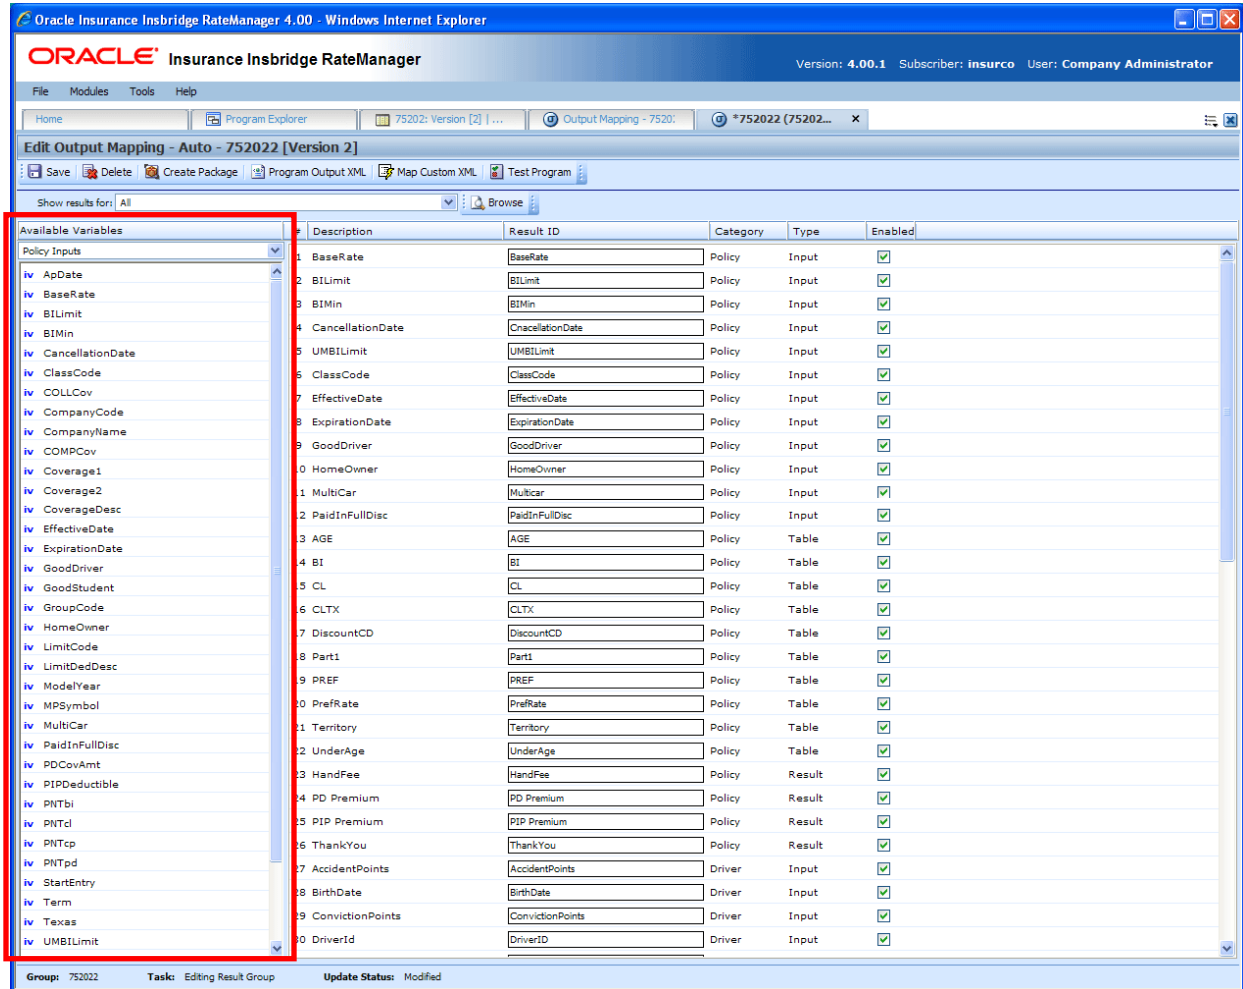 Oracle Insurance Insbridge RateManager 4.00 - Windows Internet Explorer
ORACLE Insurance Insbridge RateManager
Version: 4.00.1 Subscriber: insurco User: Company Administrator
File Modules Tools Help
Home Program Explorer 75202: Version [2] | ... Output Mapping - 7520: *752022 (75202... x
Edit Output Mapping - Auto - 752022 [Version 2]
Save Delete Create Package Program Output XML Map Custom XML Test Program
Show results for: All Browse
Available Variables
Policy Inputs
iv ApDate
iv BaseRate
iv BILimit
iv BIMin
iv CancellationDate
iv ClassCode
iv COLLCov
iv CompanyCode
iv CompanyName
iv COMPCov
iv Coverage1
iv Coverage2
iv CoverageDesc
iv EffectiveDate
iv ExpirationDate
iv GoodDriver
iv GoodStudent
iv GroupCode
iv HomeOwner
iv LimitCode
iv LimitDedDesc
iv ModelYear
iv MPSymbol
iv MultiCar
iv PaidInFullDisc
iv PDCovAmt
iv PIPDeductible
iv PNTbi
iv PNTcl
iv PNTcp
iv PNTpd
iv StartEntry
iv Term
iv Texas
iv UMBILimit
# Description Result ID Category Type Enabled
1 BaseRate BaseRate Policy Input
2 BILimit BILimit Policy Input
3 BIMin BIMin Policy Input
4 CancellationDate CnacellationDate Policy Input
5 UMBILimit UMBILimit Policy Input
6 ClassCode ClassCode Policy Input
7 EffectiveDate EffectiveDate Policy Input
8 ExpirationDate ExpirationDate Policy Input
9 GoodDriver GoodDriver Policy Input
10 HomeOwner HomeOwner Policy Input
11 MultiCar Multicar Policy Input
12 PaidInFullDisc PaidInFullDisc Policy Input
13 AGE AGE Policy Table
14 BI BI Policy Table
15 CL CL Policy Table
16 CLTX CLTX Policy Table
17 DiscountCD DiscountCD Policy Table
18 Part1 Part1 Policy Table
19 PREF PREF Policy Table
20 PrefRate PrefRate Policy Table
21 Territory Territory Policy Table
22 UnderAge UnderAge Policy Table
23 HandFee HandFee Policy Result
24 PD Premium PD Premium Policy Result
25 PIP Premium PIP Premium Policy Result
26 ThankYou ThankYou Policy Result
27 AccidentPoints AccidentPoints Driver Input
28 BirthDate BirthDate Driver Input
29 ConvictionPoints ConvictionPoints Driver Input
30 DriverId DriverID Driver Input
Group: 752022 Task: Editing Result Group Update Status: Modified